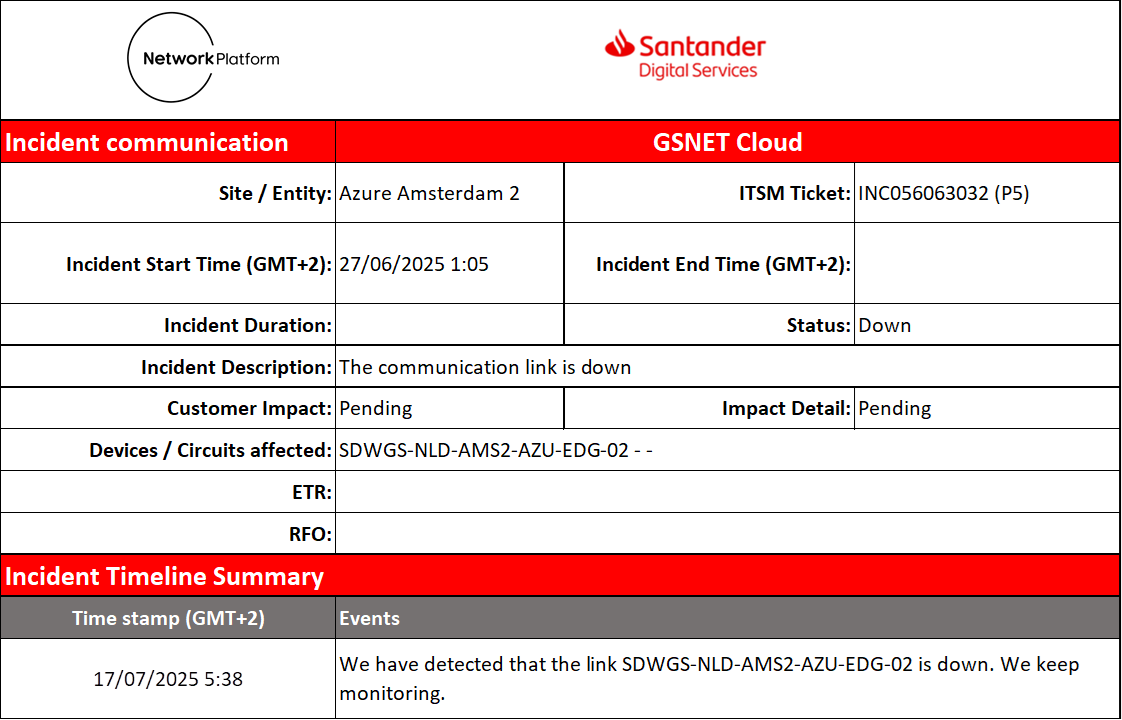 NetworkPlatform
Santander
Digital Services
Incident communication
GSNET Cloud
Site / Entity: Azure Amsterdam 2
ITSM Ticket: INC056063032 (P5)
Incident Start Time (GMT+2): 27/06/2025 1:05
Incident End Time (GMT+2):
Incident Duration:
Status: Down
Incident Description: The communication link is down
Customer Impact: Pending
Impact Detail: Pending
Devices / Circuits affected: SDWGS-NLD-AMS2-AZU-EDG-02 - -
ETR:
RFO:
Incident Timeline Summary
Time stamp (GMT+2) Events
17/07/2025 5:38
We have detected that the link SDWGS-NLD-AMS2-AZU-EDG-02 is down. We keep
monitoring.